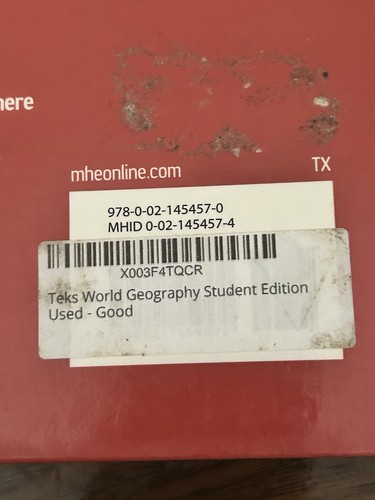 here
mheonline.com
TX
978-0-02-145457-0
MHID 0-02-145457-4
X003F4TQCR
Teks World Geography Student Edition
Used - Good